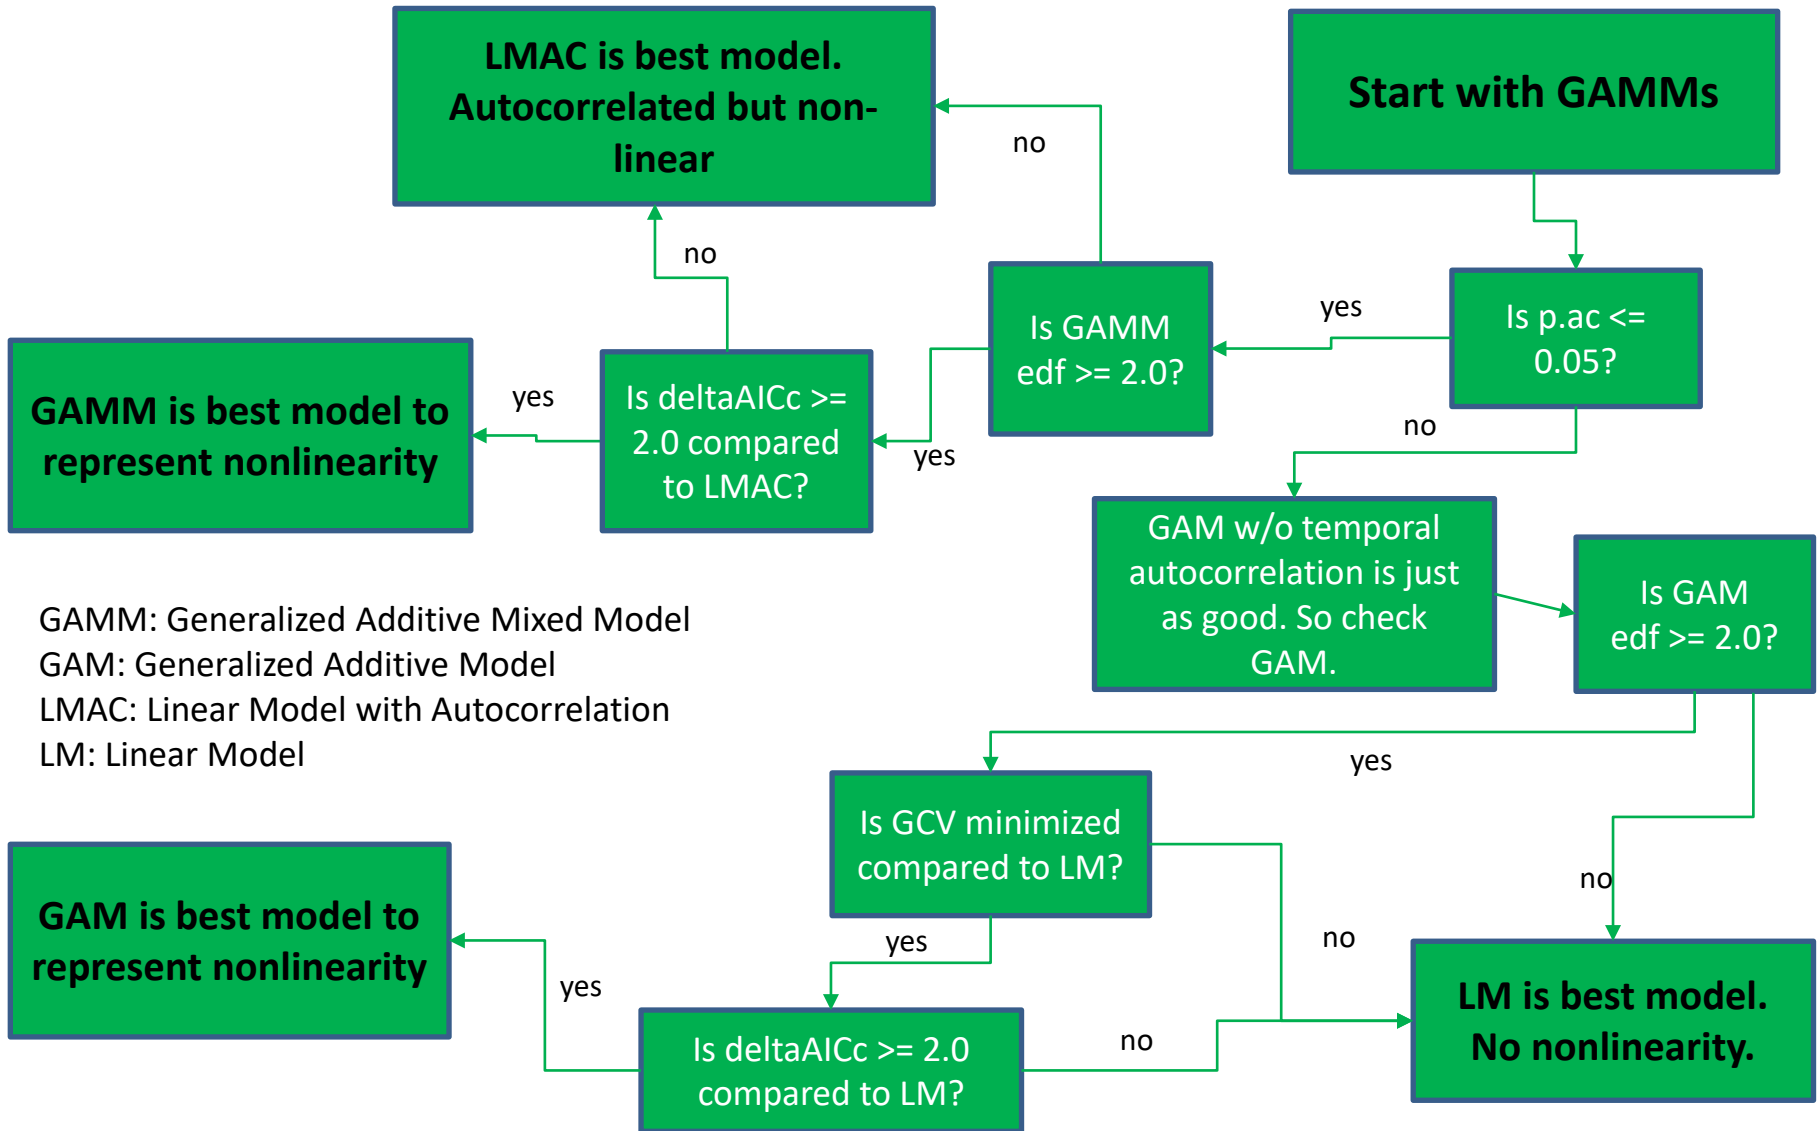 LMAC is best model.
Autocorrelated but non-
linear
Start with GAMMs
no
no
Is GAMM
edf >= 2.0?
yes
Is p.ac <=
0.05?
GAMM is best model to
represent nonlinearity
yes
Is deltaAICc >=
2.0 compared
to LMAC?
yes
no
GAM w/o temporal
autocorrelation is just
as good. So check
GAM.
Is GAM
edf >= 2.0?
GAMM: Generalized Additive Mixed Model
GAM: Generalized Additive Model
LMAC: Linear Model with Autocorrelation
LM: Linear Model
yes
Is GCV minimized
compared to LM?
no
GAM is best model to
represent nonlinearity
yes
yes
no
Is deltaAICc >= 2.0
compared to LM?
no
LM is best model.
No nonlinearity.